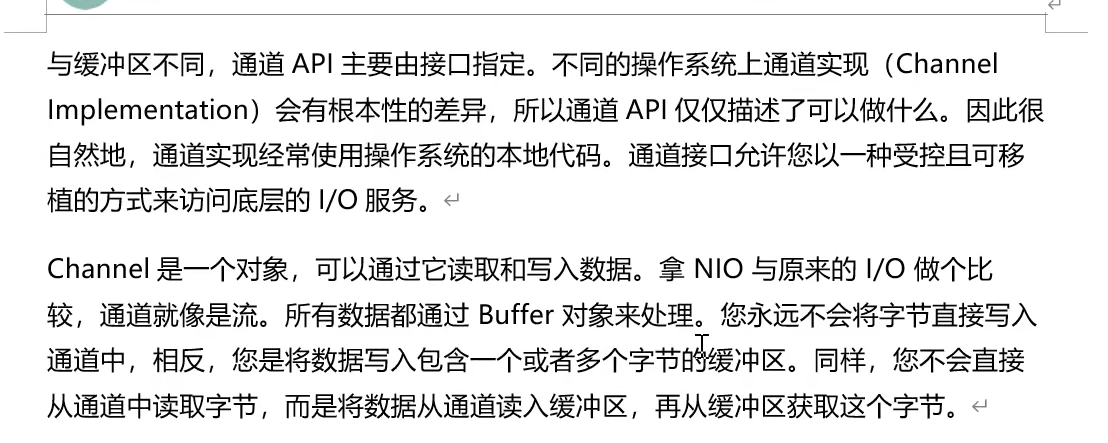 与缓冲区不同，通道 API 主要由接口指定。不同的操作系统上通道实现（Channel
Implementation）会有根本性的差异，所以通道 API 仅仅描述了可以做什么。因此很
自然地，通道实现经常使用操作系统的本地代码。通道接口允许您以一种受控且可移
植的方式来访问底层的 I/O 服务。
Channel 是一个对象，可以通过它读取和写入数据。拿 NIO 与原来的 I/O 做个比
较，通道就像是流。所有数据都通过 Buffer 对象来处理。您永远不会将字节直接写入
通道中，相反，您是将数据写入包含一个或者多个字节的缓冲区。同样，您不会直接
从通道中读取字节，而是将数据从通道读入缓冲区，再从缓冲区获取这个字节。